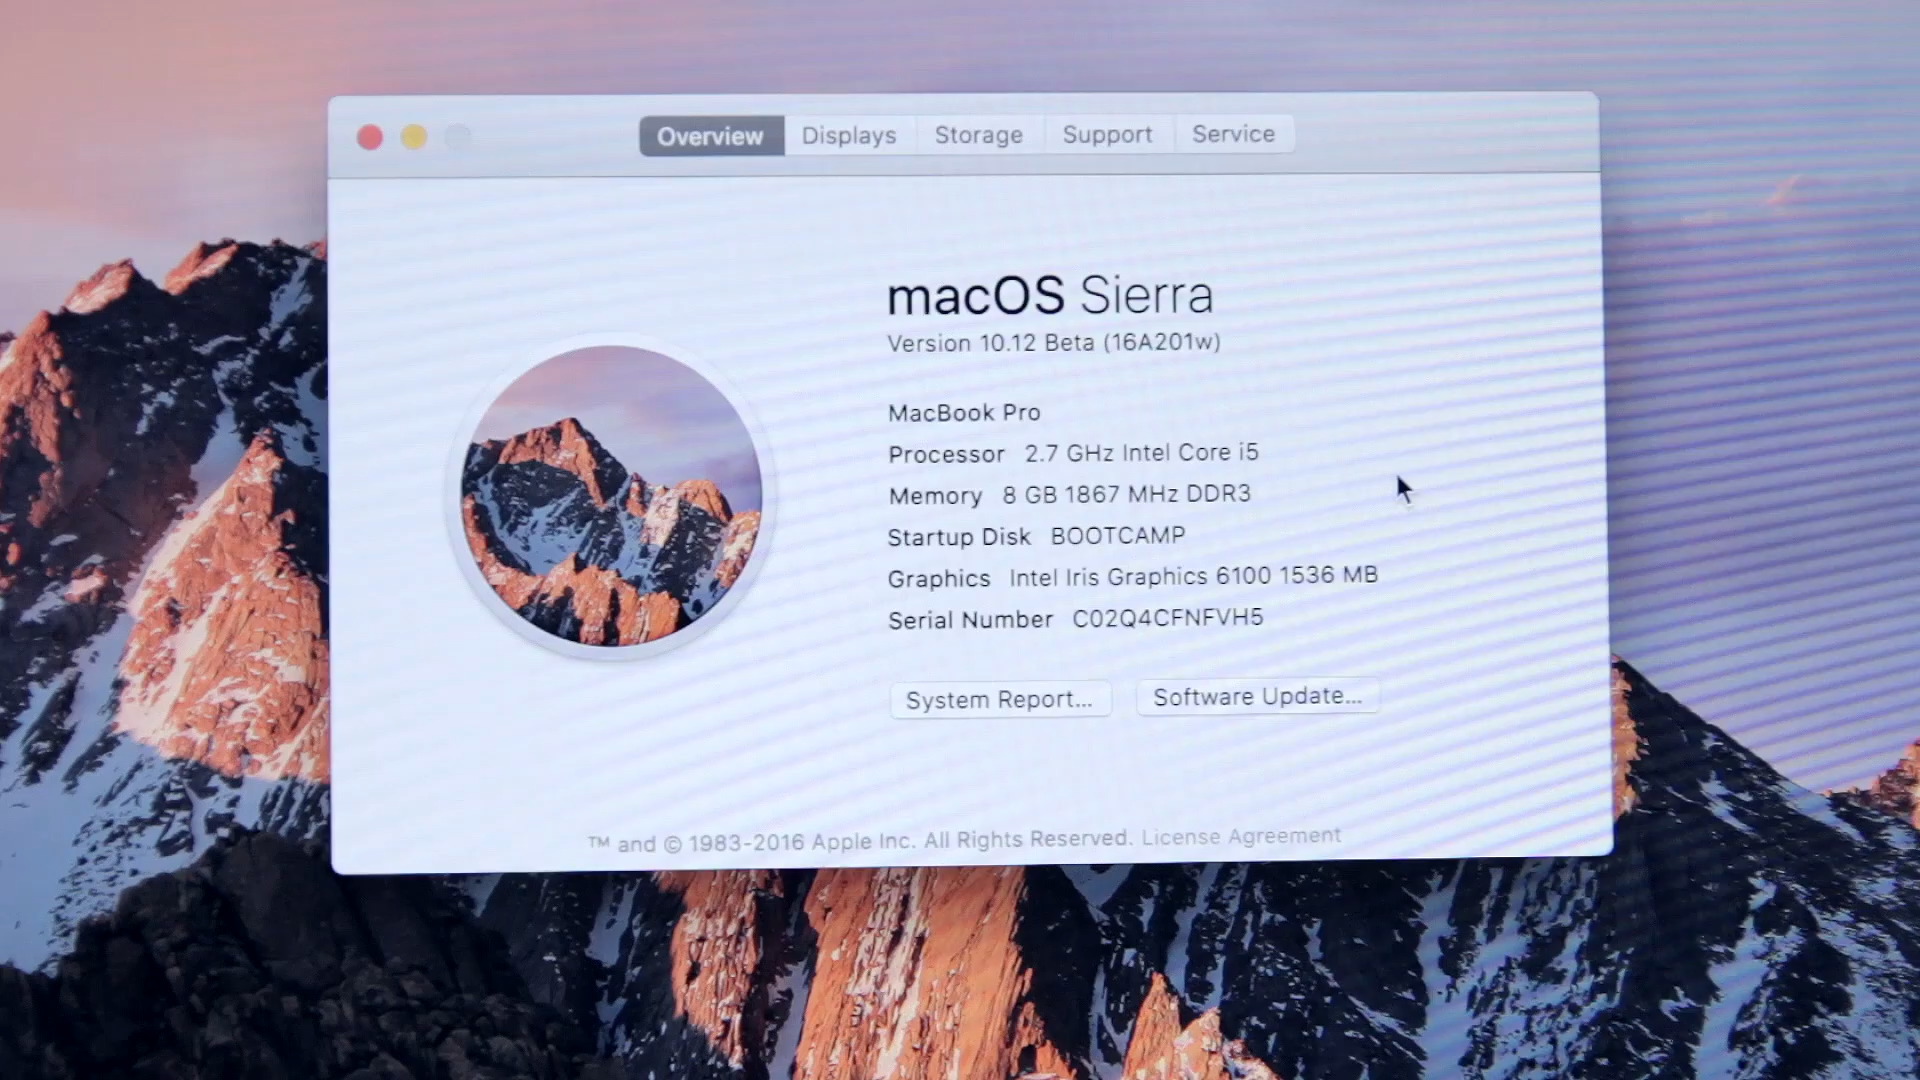 Overview Displays Storage Support Service
macOS Sierra
Version 10.12 Beta (16A201w)
MacBook Pro
Processor 2.7 GHz Intel Core i5
Memory 8 GB 1867 MHz DDR3
Startup Disk BOOTCAMP
Graphics Intel Iris Graphics 6100 1536 MB
Serial Number C02Q4CFNFVH5
System Report... Software Update...
™ and © 1983-2016 Apple Inc. All Rights Reserved. License Agreement